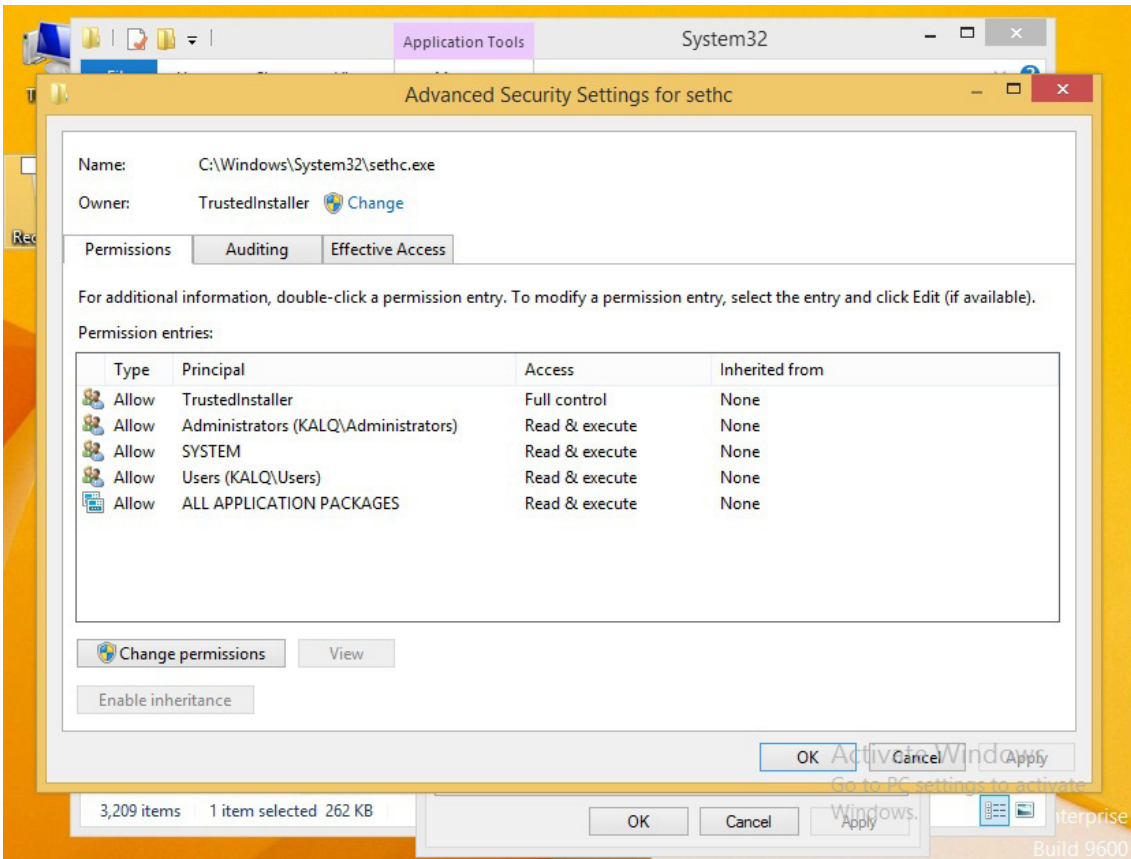 Application Tools
System32
Advanced Security Settings for sethc
Name: C:\Windows\System32\sethc.exe
Owner: TrustedInstaller Change
Permissions Auditing Effective Access
For additional information, double-click a permission entry. To modify a permission entry, select the entry and click Edit (if available).
Permission entries:
Type Principal Access Inherited from
Allow TrustedInstaller Full control None
Allow Administrators (KALQ\Administrators) Read & execute None
Allow SYSTEM Read & execute None
Allow Users (KALQ\Users) Read & execute None
Allow ALL APPLICATION PACKAGES Read & execute None
Change permissions View
Enable inheritance
OK Cancel Apply
Activate Windows
Go to PC settings to activate
Windows.
3,209 items 1 item selected 262 KB
OK Cancel Apply
Build 9600